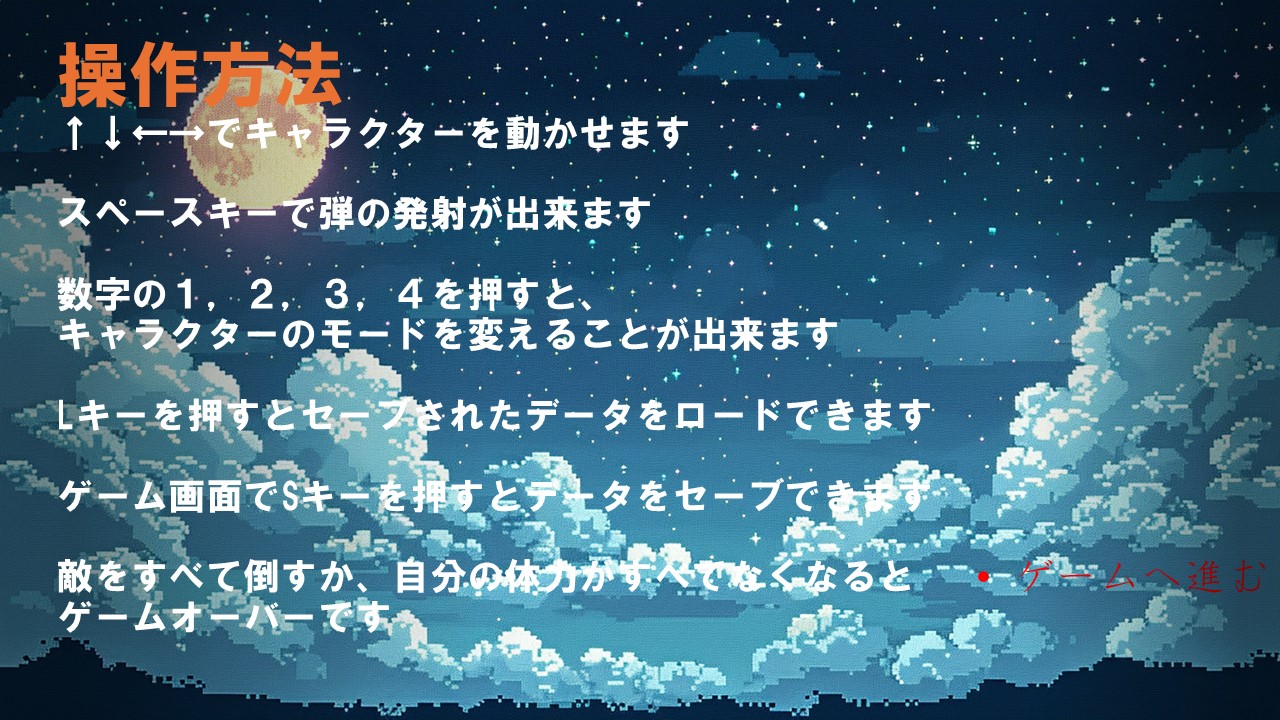 操作方法
↑↓←→でキャラクターを動かせます
スペースキーで弾の発射が出来ます
数字の１，２，３，４を押すと、
キャラクターのモードを変えることが出来ます
Lキーを押すとセーブされたデータをロードできます
ゲーム画面でSキーを押すとデータをセーブできます
敵をすべて倒すか、自分の体力がすべてなくなると
ゲームオーバーです
• ゲームへ進む